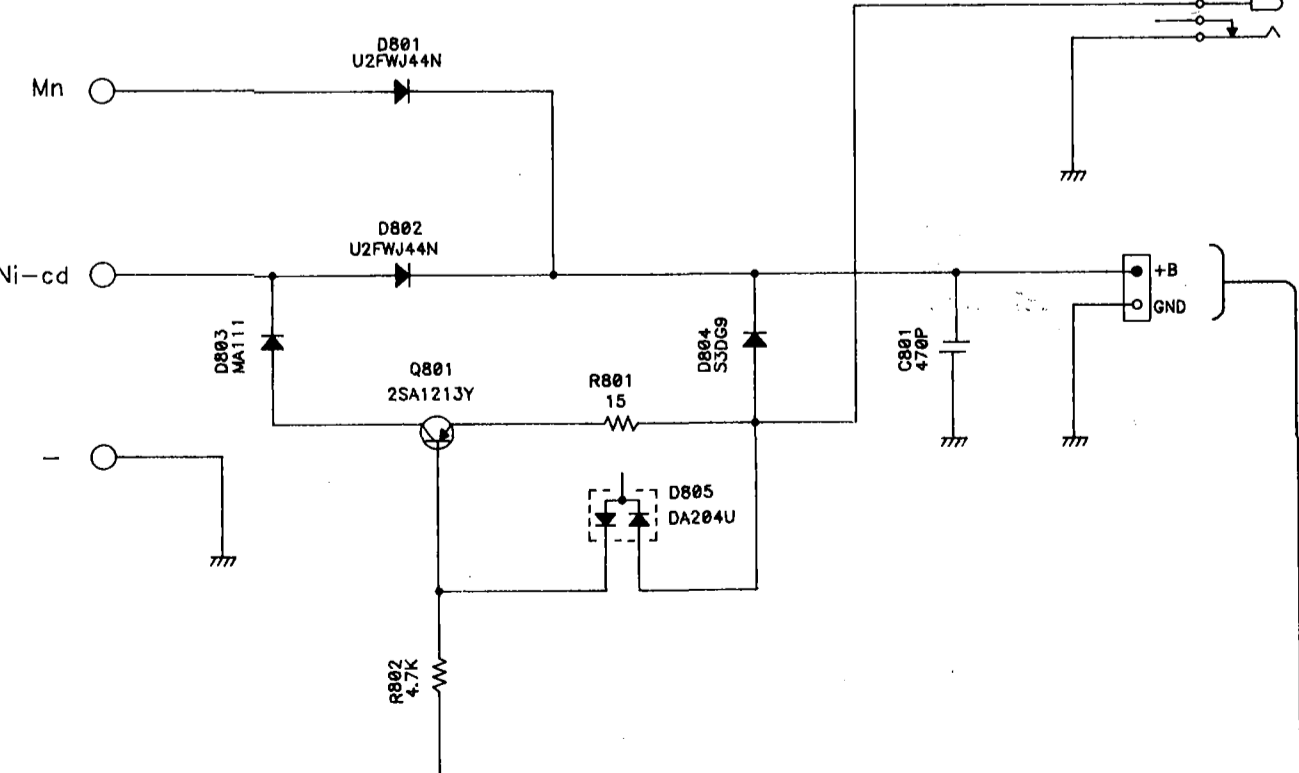 D801
U2FWJ44N
Mn
D802
U2FWJ44N
Ni-cd
+B
GND
D803
MA111
Q801
2SA1213Y
R801
15
D804
S3DG9
C801
470P
-
D805
DA204U
R802
4.7K